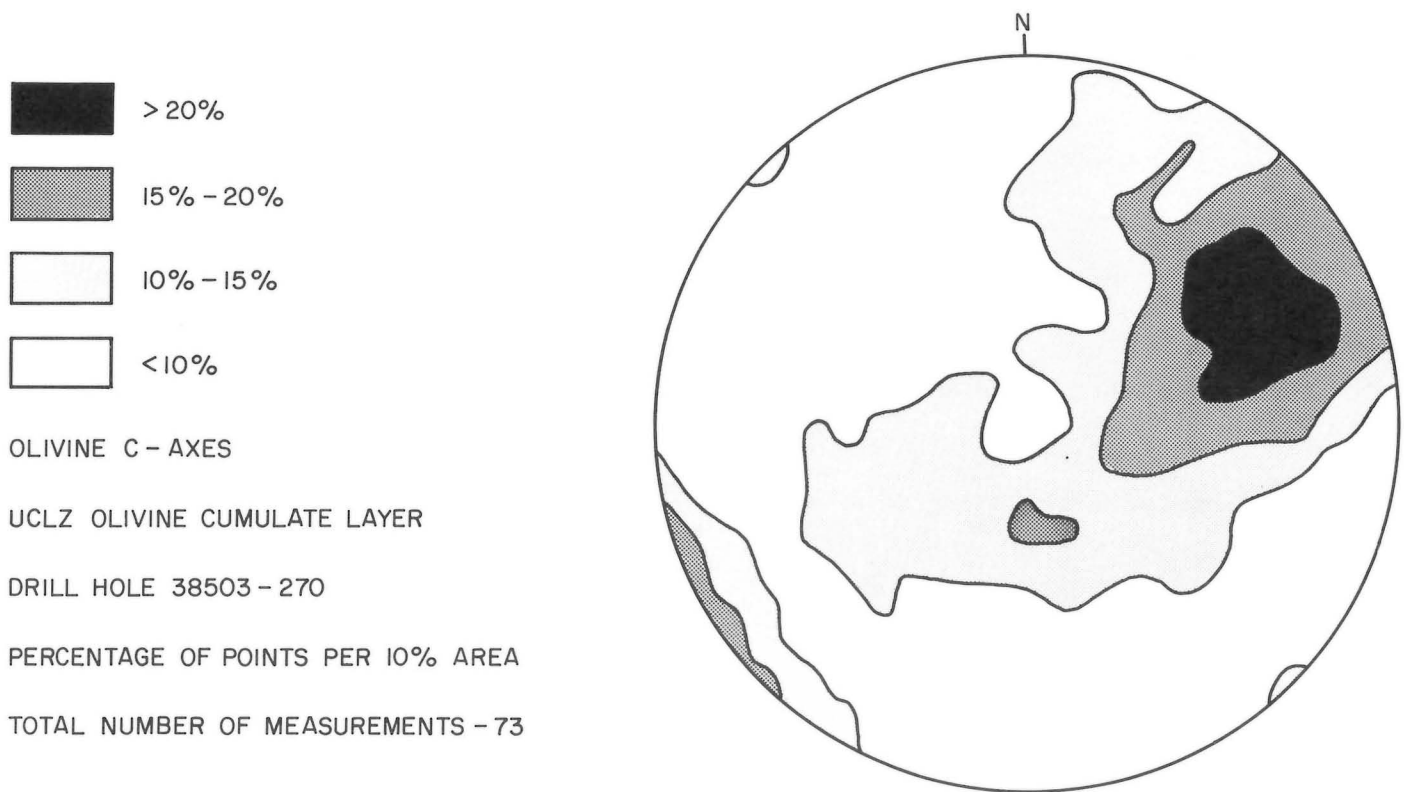 N
> 20%
15% - 20%
10% - 15%
< 10%
OLIVINE C - AXES
UCLZ OLIVINE CUMULATE LAYER
DRILL HOLE 38503 - 270
PERCENTAGE OF POINTS PER 10% AREA
TOTAL NUMBER OF MEASUREMENTS - 73